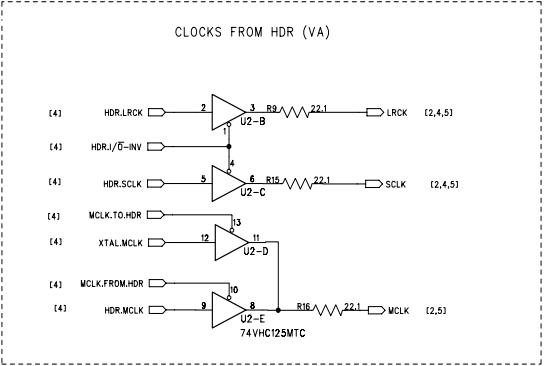 CLOCKS FROM HDR (VA)
[4] HDR.LRCK 2 3 R9 22.1 LRCK [2,4,5]
U2-B
1
[4] HDR.I/O-INV
4
[4] HDR.SCLK 5 6 R15 22.1 SCLK [2,4,5]
U2-C
[4] MCLK.TO.HDR
13
[4] XTAL.MCLK 12 11
U2-D
[4] MCLK.FROM.HDR
10
[4] HDR.MCLK 9 8 R16 22.1 MCLK [2,5]
U2-E
74VHC125MTC